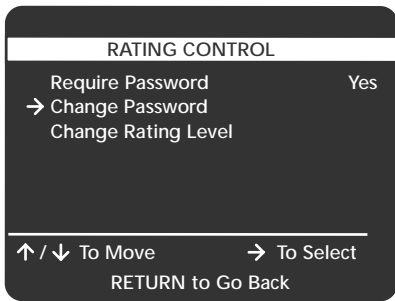 RATING CONTROL
Require Password Yes
→ Change Password
Change Rating Level
↑ / ↓ To Move → To Select
RETURN to Go Back